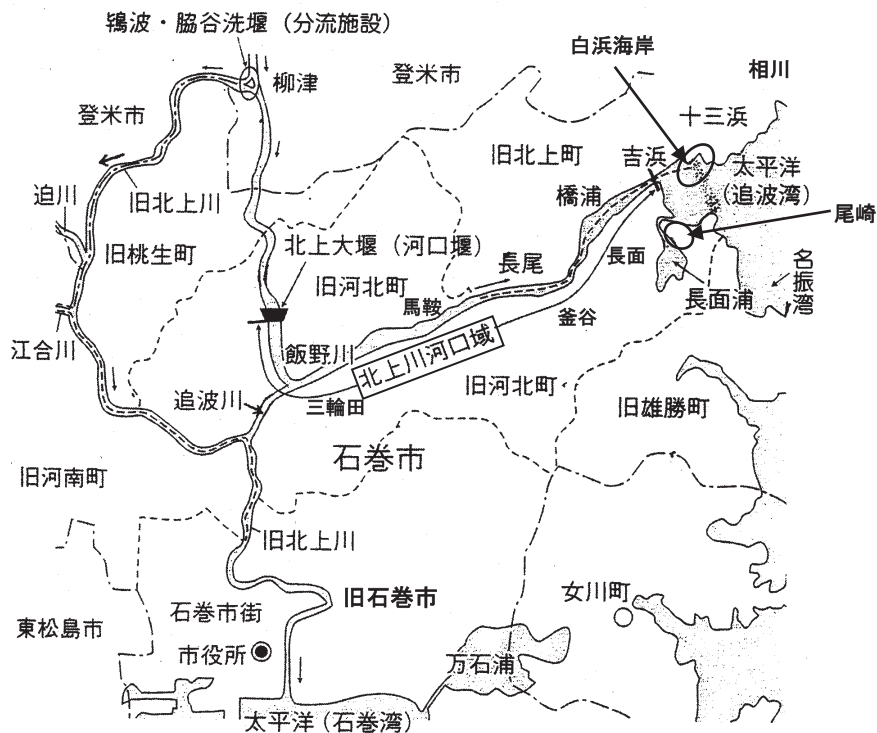 鴇波・脇谷洗堰（分流施設）
白浜海岸
相川
柳津
登米市
十三浜
登米市
旧北上町
吉浜
太平洋
（追波湾）
迫川
旧北上川
橋浦
尾崎
旧桃生町
北上大堰（河口堰）
長尾
長面
名振湾
旧河北町
馬鞍
長面浦
釜谷
江合川
飯野川
北上川河口域
旧河北町
追波川
三輪田
旧雄勝町
石巻市
旧河南町
旧北上川
旧石巻市
女川町
石巻市街
東松島市
市役所
万石浦
太平洋（石巻湾）